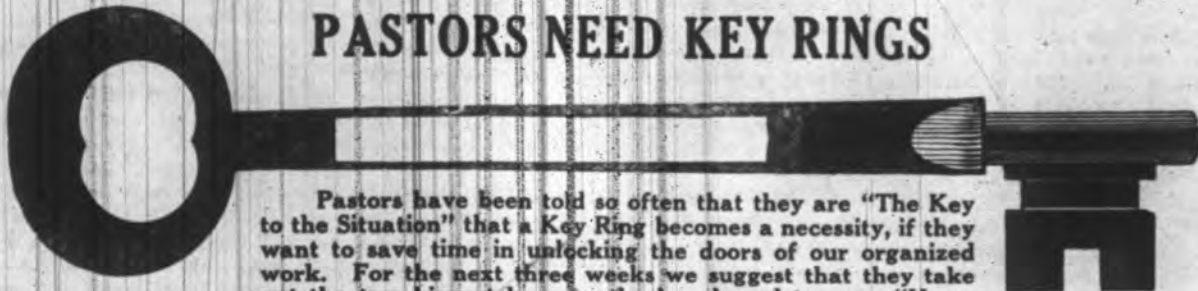 PASTORS NEED KEY RINGS
Pastors have been told so often that they are "The Key
to the Situation" that a Key Ring becomes a necessity, if they
want to save time in unlocking the doors of our organized
work. For the next three weeks we suggest that they take